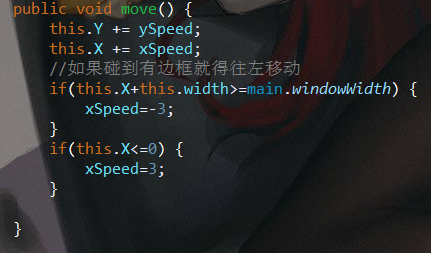 public void move() {
this.Y += ySpeed;
this.X += xSpeed;
//如果碰到有边框就得往左移动
if(this.X+this.width>=main.windowWidth) {
xSpeed=-3;
}
if(this.X<=0) {
xSpeed=3;
}
}